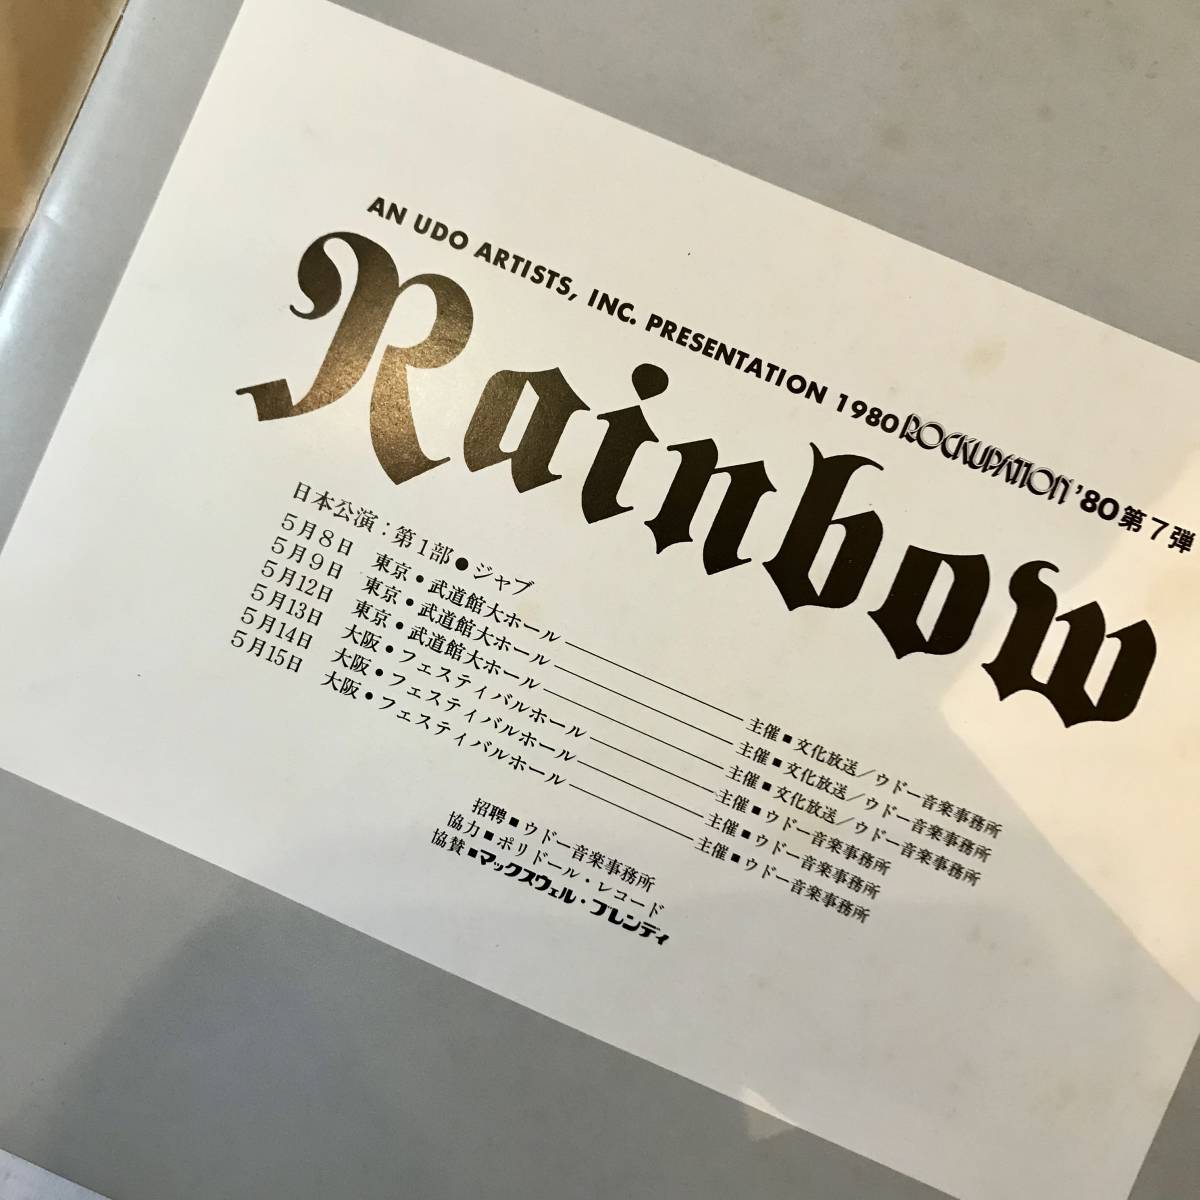 AN UDO ARTISTS, INC. PRESENTATION 1980 ROCKUPATION '80 第7弾
Rainbow
日本公演：第1部●ジャブ
5月8日 東京・武道館大ホール 主催■文化放送／ウドー音楽事務所
5月9日 東京・武道館大ホール 主催■文化放送／ウドー音楽事務所
5月12日 東京・武道館大ホール 主催■文化放送／ウドー音楽事務所
5月13日 大阪・フェスティバルホール 主催■ウドー音楽事務所
5月14日 大阪・フェスティバルホール 主催■ウドー音楽事務所
5月15日 大阪・フェスティバルホール 主催■ウドー音楽事務所
招聘■ウドー音楽事務所
協力■ポリドール・レコード
協賛■マックスウェル・ブレンディ